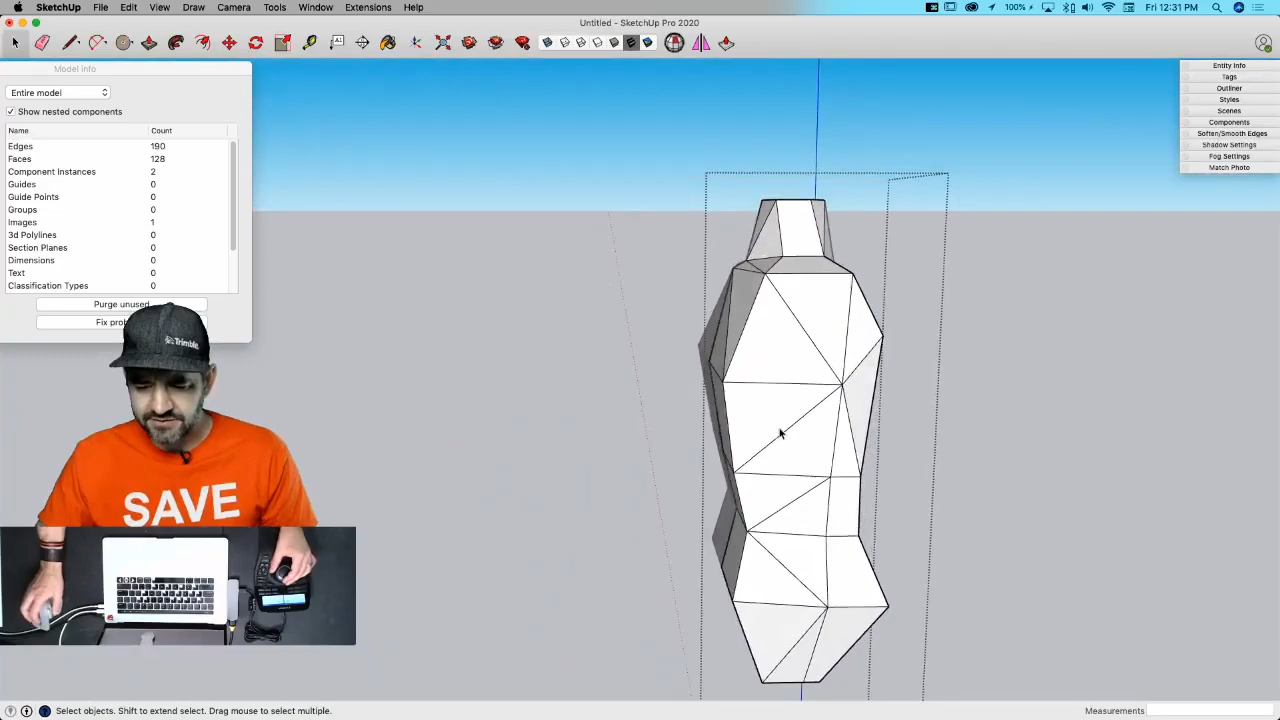 SketchUp File Edit View Draw Camera Tools Window Extensions Help 100% Fri 12:31 PM
Untitled - SketchUp Pro 2020
Model info
Entire model
Show nested components
Name Count
Edges 190
Faces 128
Component Instances 2
Guides 0
Guide Points 0
Groups 0
Images 1
3d Polylines 0
Section Planes 0
Dimensions 0
Text 0
Classification Types 0
Purge unused
Fix pro
Entity Info
Tags
Outliner
Styles
Scenes
Components
Soften/Smooth Edges
Shadow Settings
Fog Settings
Match Photo
Trimble
SAVE
Select objects. Shift to extend select. Drag mouse to select multiple.
Measurements